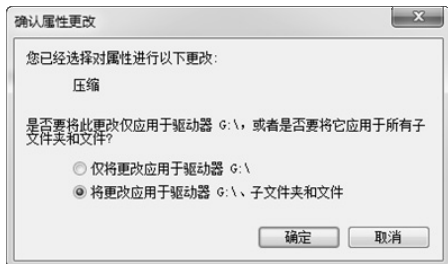 确认属性更改
您已经选择对属性进行以下更改:
压缩
是否要将此更改仅应用于驱动器 G:\，或者是否要将它应用于所有子
文件夹和文件?
仅将更改应用于驱动器 G:\
将更改应用于驱动器 G:\、子文件夹和文件
确定 取消